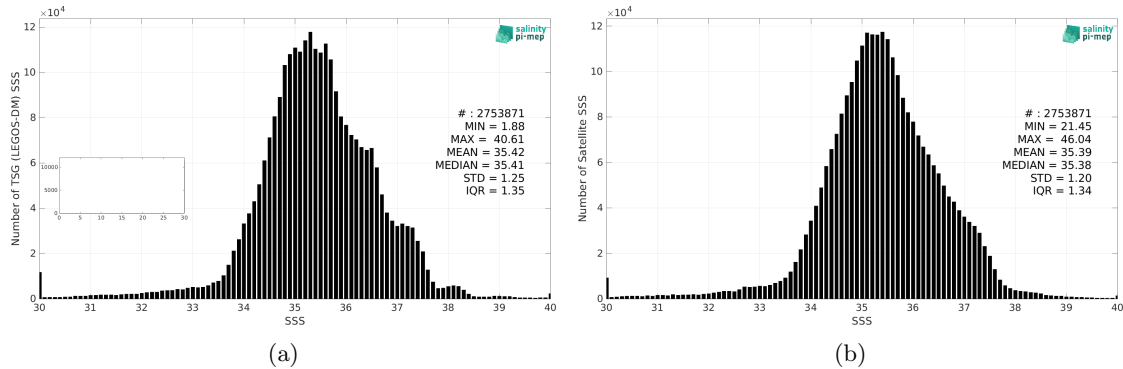 ×10⁴
12
10
8
6
4
2
0
Number of TSG (LEGOS-DM) SSS
salinity
pi-mep
# : 2753871
MIN = 1.88
MAX = 40.61
MEAN = 35.42
MEDIAN = 35.41
STD = 1.25
IQR = 1.35
10000
5000
0
0 5 10 15 20 25 30
30 31 32 33 34 35 36 37 38 39 40
SSS
(a)
×10⁴
12
10
8
6
4
2
0
Number of Satellite SSS
salinity
pi-mep
# : 2753871
MIN = 21.45
MAX = 46.04
MEAN = 35.39
MEDIAN = 35.38
STD = 1.20
IQR = 1.34
30 31 32 33 34 35 36 37 38 39 40
SSS
(b)